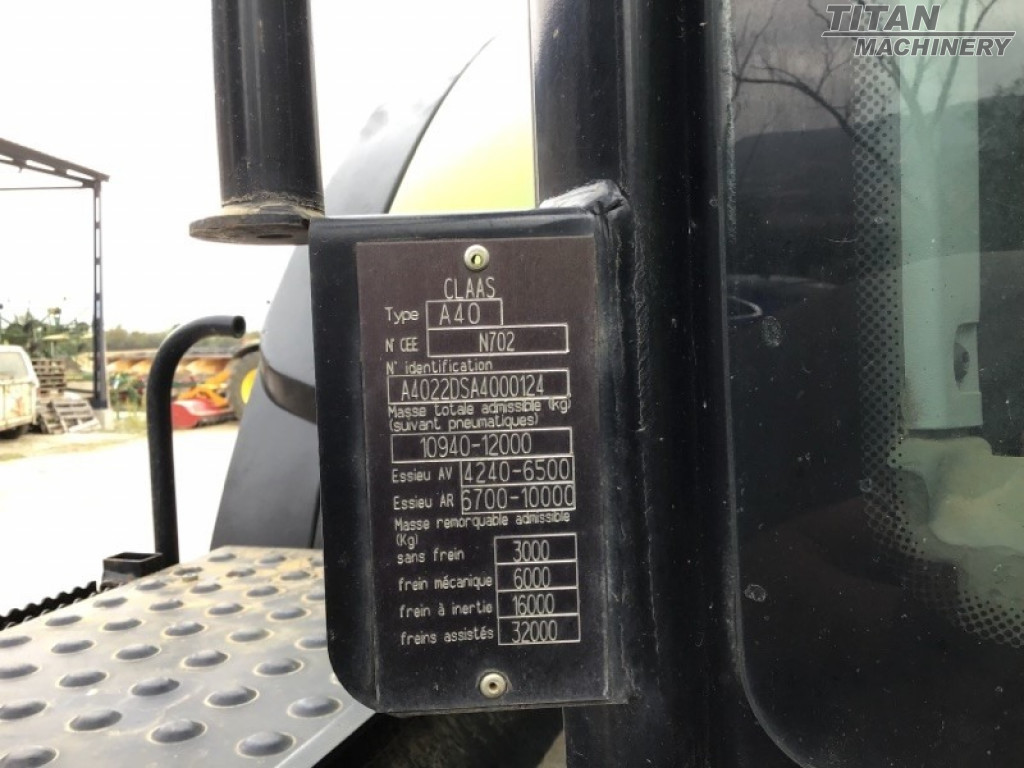 TITAN
MACHINERY
CLAAS
Type A40
N° CEE N702
N° identification
A4022DSA4000124
Masse totale admissible (kg)
(suivant pneumatiques)
10940-12000
Essieu AV 4240-6500
Essieu AR 6700-10000
Masse remorquable admissible
(Kg)
sans frein 3000
frein mécanique 6000
frein à inertie 16000
freins assistés 32000